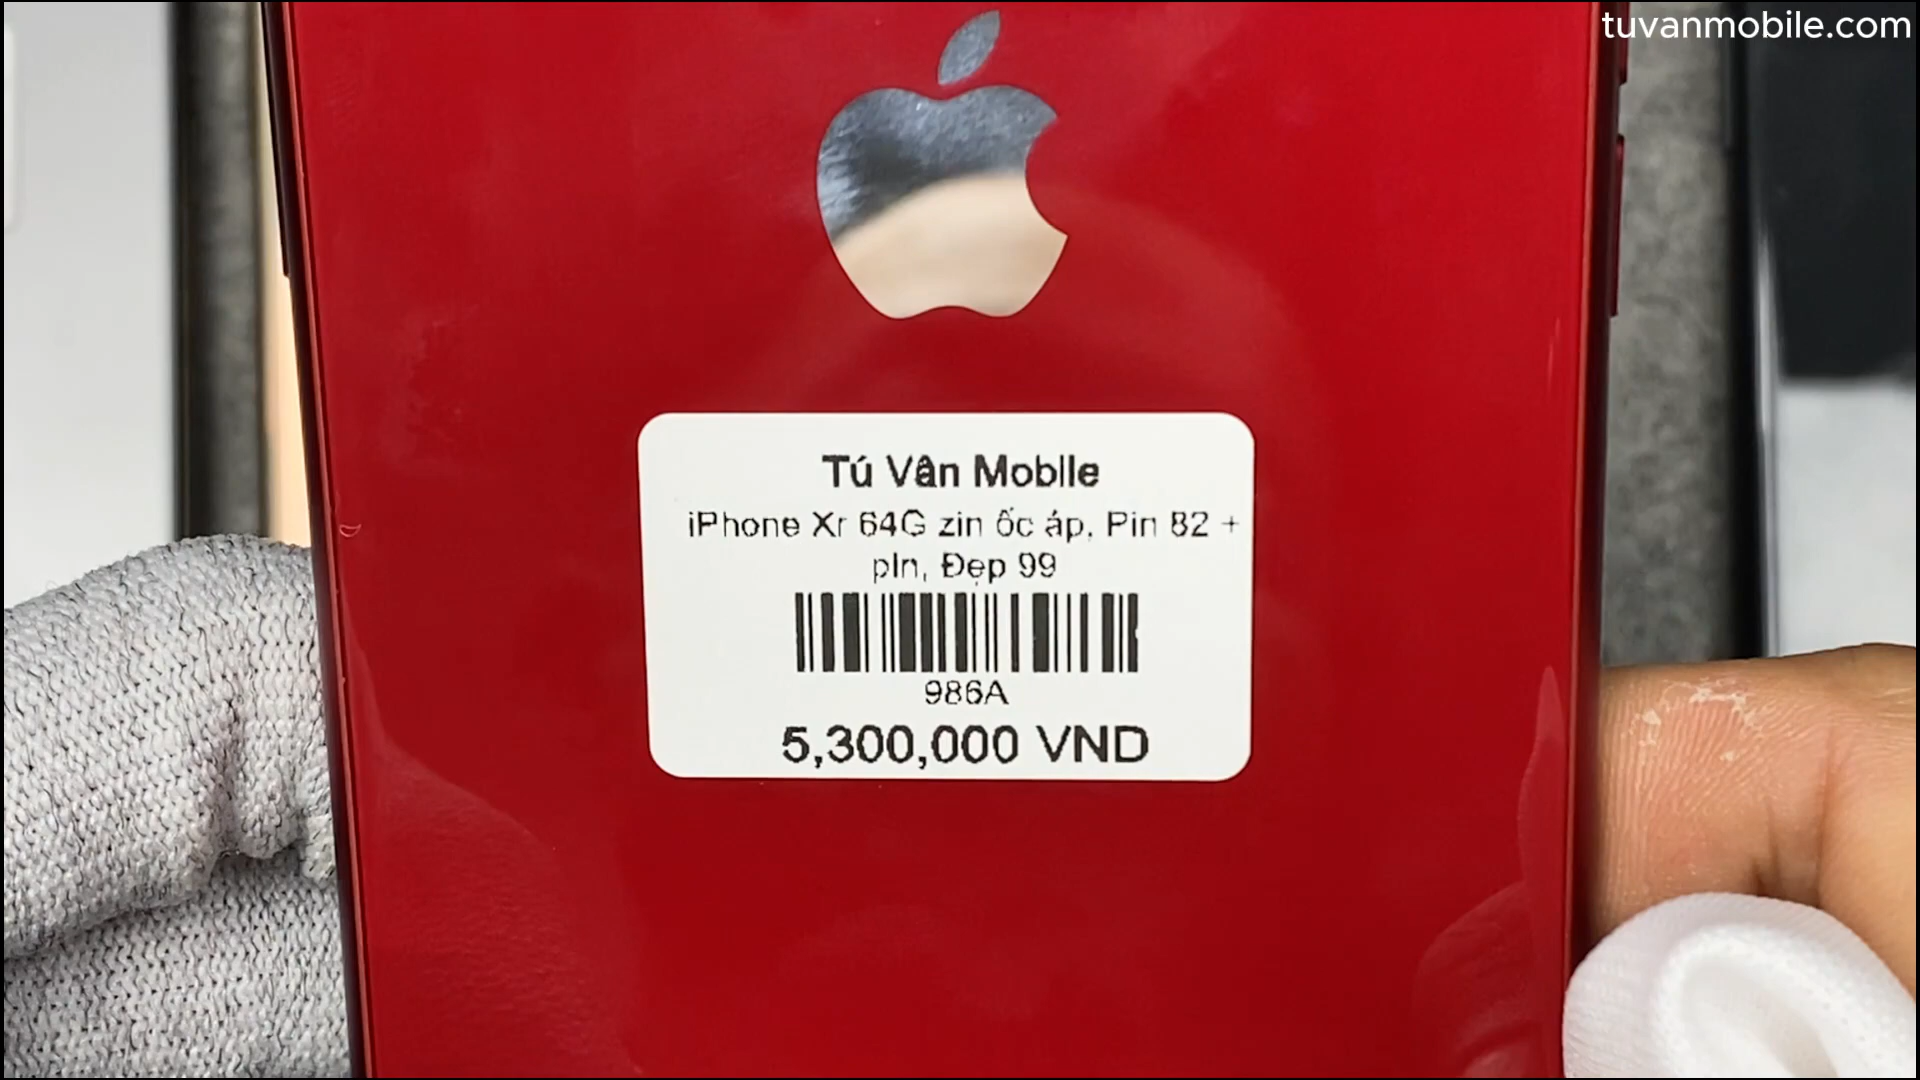 tuvanmobile.com
Tú Vân Mobile
iPhone Xr 64G zin ốc áp, Pin 82 +
pin, Đẹp 99
986A
5,300,000 VND